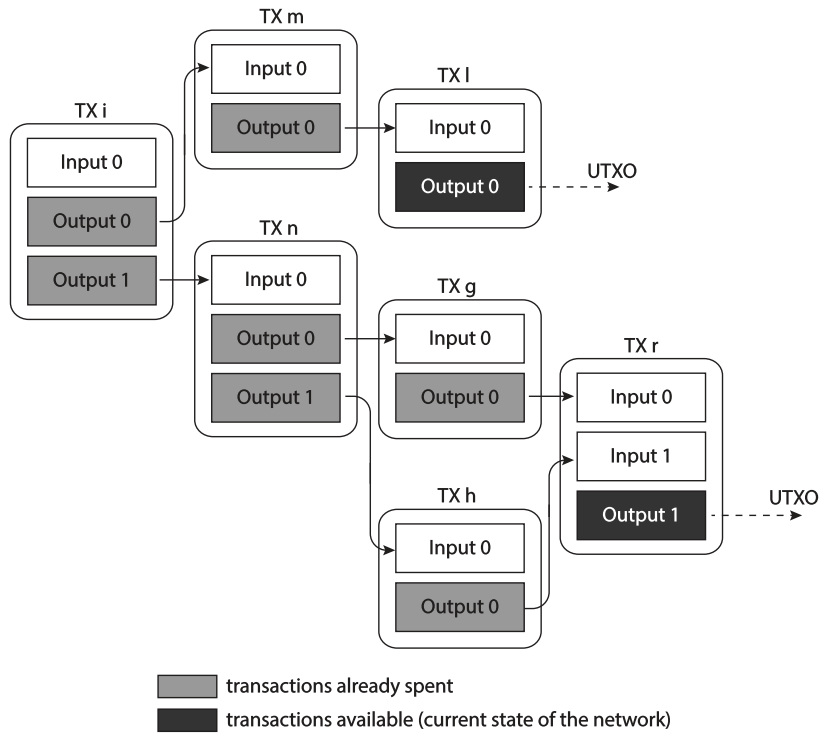 TX m
Input 0
Output 0
TX l
Input 0
Output 0
UTXO
TX i
Input 0
Output 0
Output 1
TX n
Input 0
Output 0
Output 1
TX g
Input 0
Output 0
TX r
Input 0
Input 1
Output 1
UTXO
TX h
Input 0
Output 0
transactions already spent
transactions available (current state of the network)